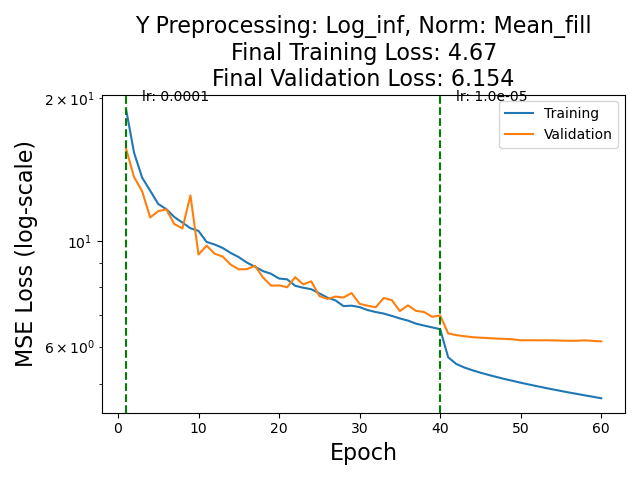 Y Preprocessing: Log_inf, Norm: Mean_fill
Final Training Loss: 4.67
Final Validation Loss: 6.154
lr: 0.0001
lr: 1.0e-05
Training
Validation
2 × 10¹
10¹
6 × 10⁰
MSE Loss (log-scale)
0 10 20 30 40 50 60
Epoch